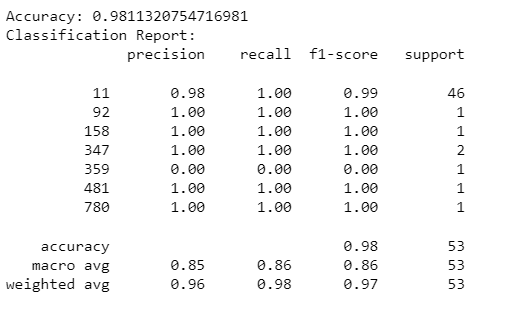 Accuracy: 0.9811320754716981
Classification Report:
precision recall f1-score support
11 0.98 1.00 0.99 46
92 1.00 1.00 1.00 1
158 1.00 1.00 1.00 1
347 1.00 1.00 1.00 2
359 0.00 0.00 0.00 1
481 1.00 1.00 1.00 1
780 1.00 1.00 1.00 1
accuracy 0.98 53
macro avg 0.85 0.86 0.86 53
weighted avg 0.96 0.98 0.97 53